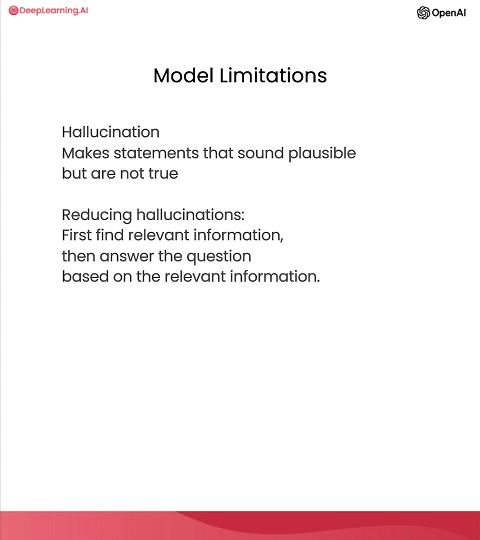 DeepLearning.AI
OpenAI
Model Limitations
Hallucination
Makes statements that sound plausible
but are not true
Reducing hallucinations:
First find relevant information,
then answer the question
based on the relevant information.